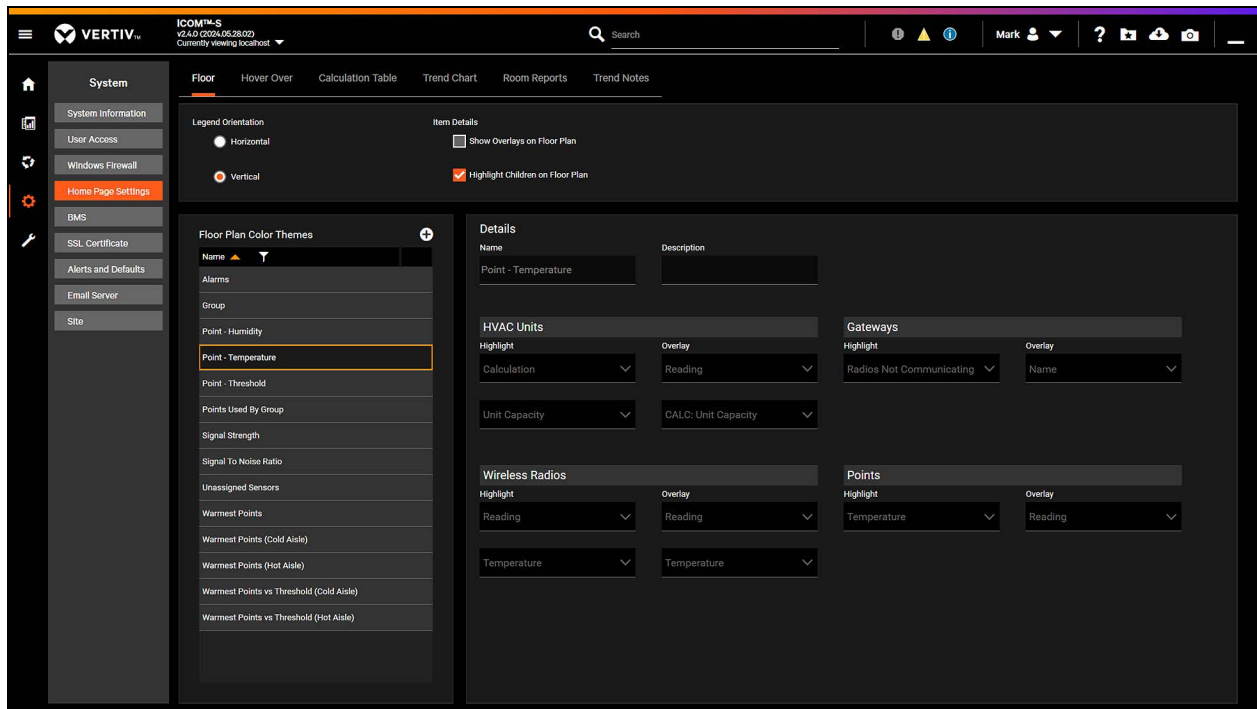 ICOM™-S
v2.4.0 (2024.05.28.02)
Currently viewing localhost
VERTIV™
Search
Mark
?
System
System Information
User Access
Windows Firewall
Home Page Settings
BMS
SSL Certificate
Alerts and Defaults
Email Server
Site
Floor Hover Over Calculation Table Trend Chart Room Reports Trend Notes
Legend Orientation
Horizontal
Vertical
Item Details
Show Overlays on Floor Plan
Highlight Children on Floor Plan
Floor Plan Color Themes
Name
Alarms
Group
Point - Humidity
Point - Temperature
Point - Threshold
Points Used By Group
Signal Strength
Signal To Noise Ratio
Unassigned Sensors
Warmest Points
Warmest Points (Cold Aisle)
Warmest Points (Hot Aisle)
Warmest Points vs Threshold (Cold Aisle)
Warmest Points vs Threshold (Hot Aisle)
Details
Name Description
Point - Temperature
HVAC Units
Highlight Overlay
Calculation Reading
Unit Capacity CALC: Unit Capacity
Gateways
Highlight Overlay
Radios Not Communicating Name
Wireless Radios
Highlight Overlay
Reading Reading
Temperature Temperature
Points
Highlight Overlay
Temperature Reading